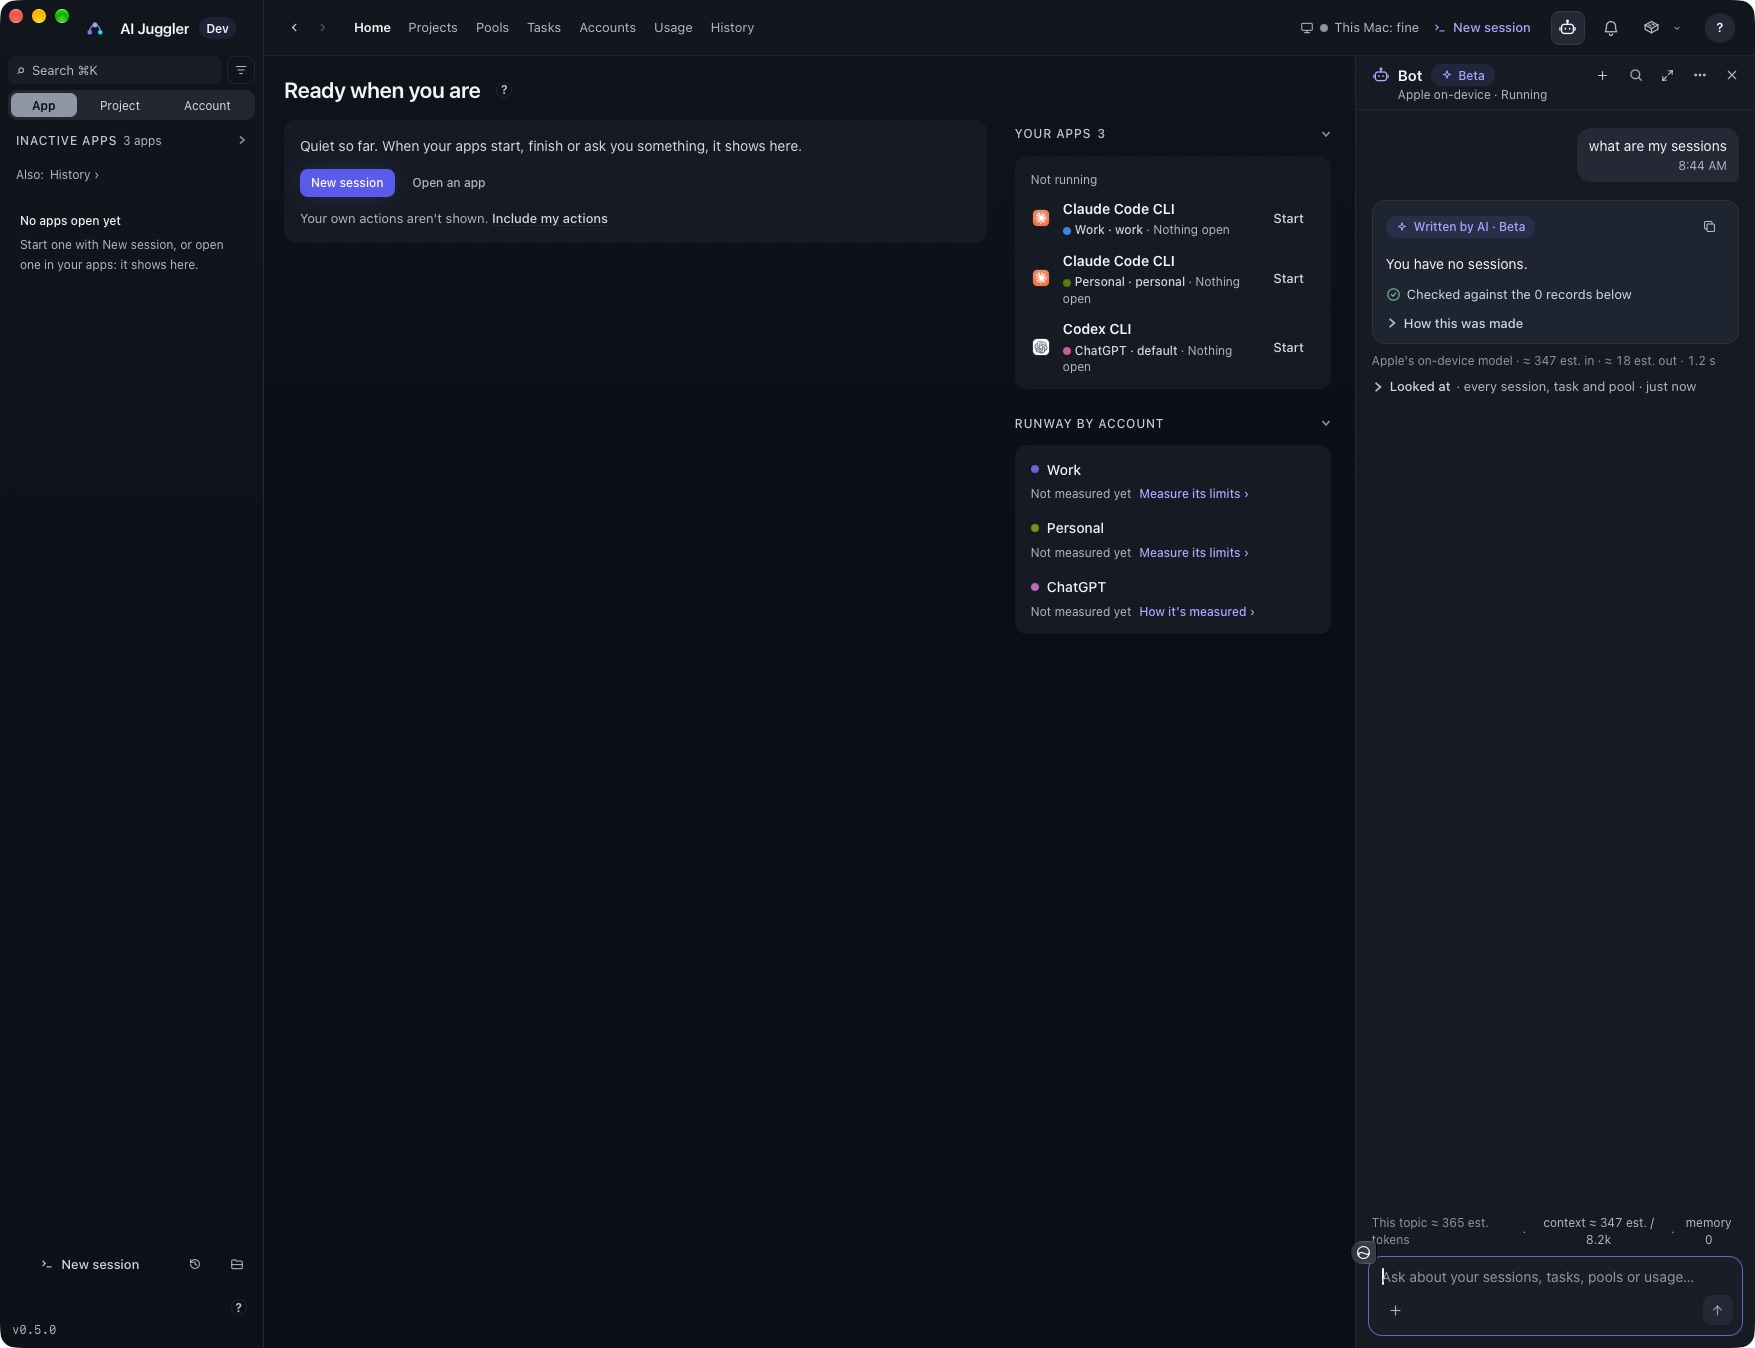 AI Juggler Dev
Search ⌘K
App Project Account
INACTIVE APPS 3 apps
Also: History ›
No apps open yet
Start one with New session, or open
one in your apps: it shows here.
New session
?
v0.5.0
Home Projects Pools Tasks Accounts Usage History
This Mac: fine New session ?
Ready when you are ?
Quiet so far. When your apps start, finish or ask you something, it shows here.
New session Open an app
Your own actions aren't shown. Include my actions
YOUR APPS 3
Not running
Claude Code CLI
Work · work · Nothing open
Start
Claude Code CLI
Personal · personal · Nothing
open
Start
Codex CLI
ChatGPT · default · Nothing
open
Start
RUNWAY BY ACCOUNT
Work
Not measured yet Measure its limits ›
Personal
Not measured yet Measure its limits ›
ChatGPT
Not measured yet How it's measured ›
Bot Beta
Apple on-device · Running
what are my sessions
8:44 AM
Written by AI · Beta
You have no sessions.
Checked against the 0 records below
How this was made
Apple's on-device model · ≈ 347 est. in · ≈ 18 est. out · 1.2 s
Looked at · every session, task and pool · just now
This topic ≈ 365 est.
tokens
·
context ≈ 347 est. /
8.2k
·
memory
0
Ask about your sessions, tasks, pools or usage...